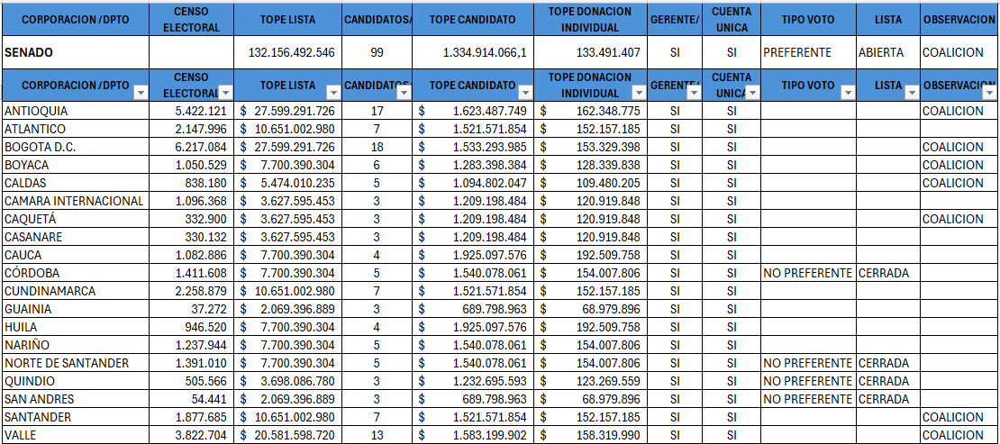 CORPORACION /DPTO CENSO ELECTORAL TOPE LISTA CANDIDATOS/ TOPE CANDIDATO TOPE DONACION INDIVIDUAL GERENTE/ CUENTA UNICA TIPO VOTO LISTA OBSERVACION
SENADO 132.156.492.546 99 1.334.914.066,1 133.491.407 SI SI PREFERENTE ABIERTA COALICION
CORPORACION /DPTO CENSO ELECTORAL TOPE LISTA CANDIDATOS/ TOPE CANDIDATO TOPE DONACION INDIVIDUAL GERENTE/ CUENTA UNICA TIPO VOTO LISTA OBSERVACION
ANTIOQUIA 5.422.121 $ 27.599.291.726 17 $ 1.623.487.749 $ 162.348.775 SI SI COALICION
ATLANTICO 2.147.996 $ 10.651.002.980 7 $ 1.521.571.854 $ 152.157.185 SI SI
BOGOTA D.C. 6.217.084 $ 27.599.291.726 18 $ 1.533.293.985 $ 153.329.398 SI SI COALICION
BOYACA 1.050.529 $ 7.700.390.304 6 $ 1.283.398.384 $ 128.339.838 SI SI COALICION
CALDAS 838.180 $ 5.474.010.235 5 $ 1.094.802.047 $ 109.480.205 SI SI COALICION
CAMARA INTERNACIONAL 1.096.368 $ 3.627.595.453 3 $ 1.209.198.484 $ 120.919.848 SI SI
CAQUETÁ 332.900 $ 3.627.595.453 3 $ 1.209.198.484 $ 120.919.848 SI SI COALICION
CASANARE 330.132 $ 3.627.595.453 3 $ 1.209.198.484 $ 120.919.848 SI SI
CAUCA 1.082.886 $ 7.700.390.304 4 $ 1.925.097.576 $ 192.509.758 SI SI
CÓRDOBA 1.411.608 $ 7.700.390.304 5 $ 1.540.078.061 $ 154.007.806 SI SI NO PREFERENTE CERRADA
CUNDINAMARCA 2.258.879 $ 10.651.002.980 7 $ 1.521.571.854 $ 152.157.185 SI SI
GUAINIA 37.272 $ 2.069.396.889 3 $ 689.798.963 $ 68.979.896 SI SI
HUILA 946.520 $ 7.700.390.304 4 $ 1.925.097.576 $ 192.509.758 SI SI
NARIÑO 1.237.944 $ 7.700.390.304 5 $ 1.540.078.061 $ 154.007.806 SI SI
NORTE DE SANTANDER 1.391.010 $ 7.700.390.304 5 $ 1.540.078.061 $ 154.007.806 SI SI NO PREFERENTE CERRADA
QUINDIO 505.566 $ 3.698.086.780 3 $ 1.232.695.593 $ 123.269.559 SI SI NO PREFERENTE CERRADA
SAN ANDRES 54.441 $ 2.069.396.889 3 $ 689.798.963 $ 68.979.896 SI SI NO PREFERENTE CERRADA
SANTANDER 1.877.685 $ 10.651.002.980 7 $ 1.521.571.854 $ 152.157.185 SI SI COALICION
VALLE 3.822.704 $ 20.581.598.720 13 $ 1.583.199.902 $ 158.319.990 SI SI COALICION